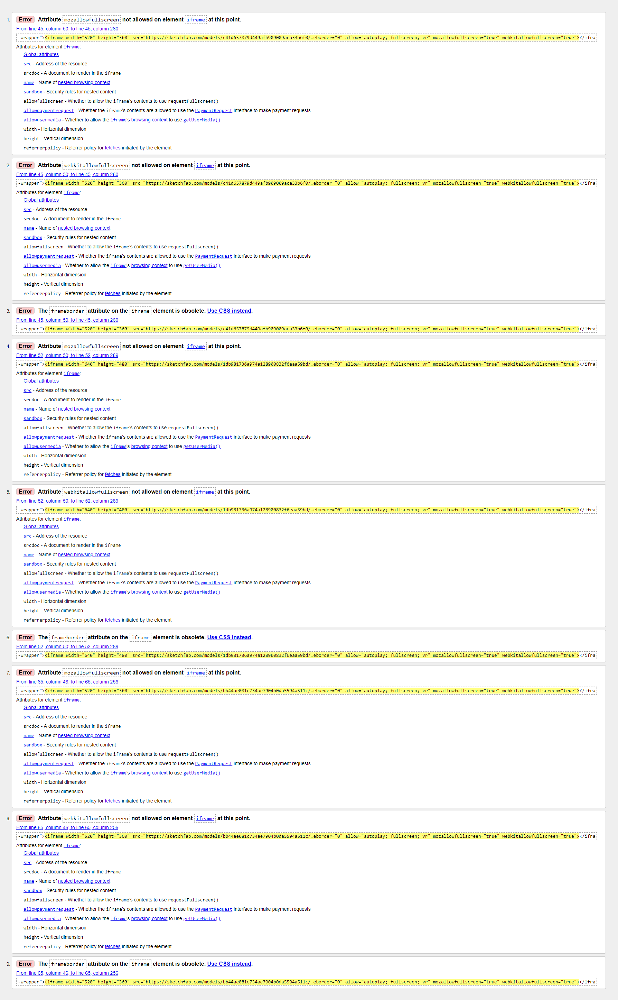 1. Error Attribute mozallowfullscreen not allowed on element iframe at this point.
From line 45, column 50; to line 45, column 260
-wrapper"><iframe width="520" height="360" src="https://sketchfab.com/models/c41d657879d449afb909009aca33b6f0/…eborder="0" allow="autoplay; fullscreen; vr" mozallowfullscreen="true" webkitallowfullscreen="true"></ifra
Attributes for element iframe:
Global attributes
src - Address of the resource
srcdoc - A document to render in the iframe
name - Name of nested browsing context
sandbox - Security rules for nested content
allowfullscreen - Whether to allow the iframe's contents to use requestFullscreen()
allowpaymentrequest - Whether the iframe's contents are allowed to use the PaymentRequest interface to make payment requests
allowusermedia - Whether to allow the iframe's browsing context to use getUserMedia()
width - Horizontal dimension
height - Vertical dimension
referrerpolicy - Referrer policy for fetches initiated by the element
2. Error Attribute webkitallowfullscreen not allowed on element iframe at this point.
From line 45, column 50; to line 45, column 260
-wrapper"><iframe width="520" height="360" src="https://sketchfab.com/models/c41d657879d449afb909009aca33b6f0/…eborder="0" allow="autoplay; fullscreen; vr" mozallowfullscreen="true" webkitallowfullscreen="true"></ifra
Attributes for element iframe:
Global attributes
src - Address of the resource
srcdoc - A document to render in the iframe
name - Name of nested browsing context
sandbox - Security rules for nested content
allowfullscreen - Whether to allow the iframe's contents to use requestFullscreen()
allowpaymentrequest - Whether the iframe's contents are allowed to use the PaymentRequest interface to make payment requests
allowusermedia - Whether to allow the iframe's browsing context to use getUserMedia()
width - Horizontal dimension
height - Vertical dimension
referrerpolicy - Referrer policy for fetches initiated by the element
3. Error The frameborder attribute on the iframe element is obsolete. Use CSS instead.
From line 45, column 50; to line 45, column 260
-wrapper"><iframe width="520" height="360" src="https://sketchfab.com/models/c41d657879d449afb909009aca33b6f0/…eborder="0" allow="autoplay; fullscreen; vr" mozallowfullscreen="true" webkitallowfullscreen="true"></ifra
4. Error Attribute mozallowfullscreen not allowed on element iframe at this point.
From line 52, column 50; to line 52, column 289
-wrapper"><iframe width="640" height="480" src="https://sketchfab.com/models/1db981736a974a128900832f6eaa59bd/…eborder="0" allow="autoplay; fullscreen; vr" mozallowfullscreen="true" webkitallowfullscreen="true"></ifra
Attributes for element iframe:
Global attributes
src - Address of the resource
srcdoc - A document to render in the iframe
name - Name of nested browsing context
sandbox - Security rules for nested content
allowfullscreen - Whether to allow the iframe's contents to use requestFullscreen()
allowpaymentrequest - Whether the iframe's contents are allowed to use the PaymentRequest interface to make payment requests
allowusermedia - Whether to allow the iframe's browsing context to use getUserMedia()
width - Horizontal dimension
height - Vertical dimension
referrerpolicy - Referrer policy for fetches initiated by the element
5. Error Attribute webkitallowfullscreen not allowed on element iframe at this point.
From line 52, column 50; to line 52, column 289
-wrapper"><iframe width="640" height="480" src="https://sketchfab.com/models/1db981736a974a128900832f6eaa59bd/…eborder="0" allow="autoplay; fullscreen; vr" mozallowfullscreen="true" webkitallowfullscreen="true"></ifra
Attributes for element iframe:
Global attributes
src - Address of the resource
srcdoc - A document to render in the iframe
name - Name of nested browsing context
sandbox - Security rules for nested content
allowfullscreen - Whether to allow the iframe's contents to use requestFullscreen()
allowpaymentrequest - Whether the iframe's contents are allowed to use the PaymentRequest interface to make payment requests
allowusermedia - Whether to allow the iframe's browsing context to use getUserMedia()
width - Horizontal dimension
height - Vertical dimension
referrerpolicy - Referrer policy for fetches initiated by the element
6. Error The frameborder attribute on the iframe element is obsolete. Use CSS instead.
From line 52, column 50; to line 52, column 289
-wrapper"><iframe width="640" height="480" src="https://sketchfab.com/models/1db981736a974a128900832f6eaa59bd/…eborder="0" allow="autoplay; fullscreen; vr" mozallowfullscreen="true" webkitallowfullscreen="true"></ifra
7. Error Attribute mozallowfullscreen not allowed on element iframe at this point.
From line 65, column 46; to line 65, column 256
-wrapper"><iframe width="520" height="360" src="https://sketchfab.com/models/bb44ae081c734ae7904b0da5594a511c/…eborder="0" allow="autoplay; fullscreen; vr" mozallowfullscreen="true" webkitallowfullscreen="true"></ifra
Attributes for element iframe:
Global attributes
src - Address of the resource
srcdoc - A document to render in the iframe
name - Name of nested browsing context
sandbox - Security rules for nested content
allowfullscreen - Whether to allow the iframe's contents to use requestFullscreen()
allowpaymentrequest - Whether the iframe's contents are allowed to use the PaymentRequest interface to make payment requests
allowusermedia - Whether to allow the iframe's browsing context to use getUserMedia()
width - Horizontal dimension
height - Vertical dimension
referrerpolicy - Referrer policy for fetches initiated by the element
8. Error Attribute webkitallowfullscreen not allowed on element iframe at this point.
From line 65, column 46; to line 65, column 256
-wrapper"><iframe width="520" height="360" src="https://sketchfab.com/models/bb44ae081c734ae7904b0da5594a511c/…eborder="0" allow="autoplay; fullscreen; vr" mozallowfullscreen="true" webkitallowfullscreen="true"></ifra
Attributes for element iframe:
Global attributes
src - Address of the resource
srcdoc - A document to render in the iframe
name - Name of nested browsing context
sandbox - Security rules for nested content
allowfullscreen - Whether to allow the iframe's contents to use requestFullscreen()
allowpaymentrequest - Whether the iframe's contents are allowed to use the PaymentRequest interface to make payment requests
allowusermedia - Whether to allow the iframe's browsing context to use getUserMedia()
width - Horizontal dimension
height - Vertical dimension
referrerpolicy - Referrer policy for fetches initiated by the element
9. Error The frameborder attribute on the iframe element is obsolete. Use CSS instead.
From line 65, column 46; to line 65, column 256
-wrapper"><iframe width="520" height="360" src="https://sketchfab.com/models/bb44ae081c734ae7904b0da5594a511c/…eborder="0" allow="autoplay; fullscreen; vr" mozallowfullscreen="true" webkitallowfullscreen="true"></ifra